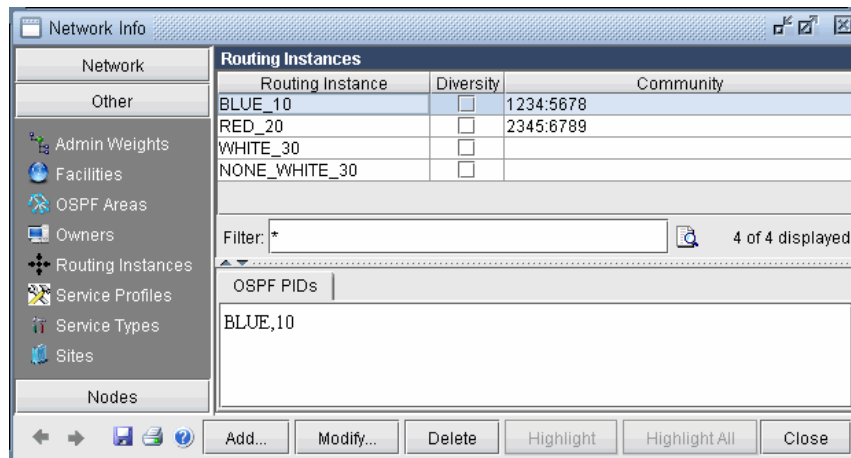 Network Info
Network
Other
Admin Weights
Facilities
OSPF Areas
Owners
Routing Instances
Service Profiles
Service Types
Sites
Nodes
Routing Instances
Routing Instance Diversity Community
BLUE_10 1234:5678
RED_20 2345:6789
WHITE_30
NONE_WHITE_30
Filter: * 4 of 4 displayed
OSPF PIDs
BLUE,10
Add... Modify... Delete Highlight Highlight All Close